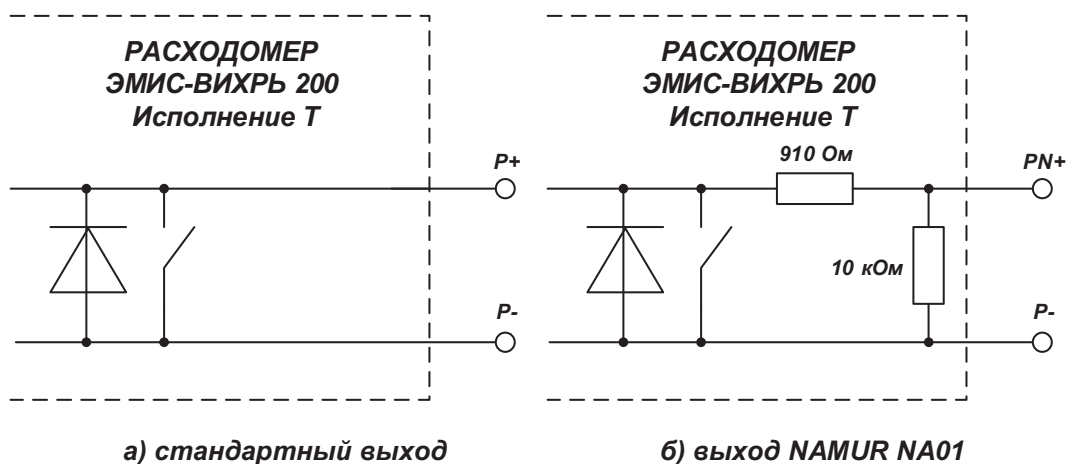 РАСХОДОМЕР
ЭМИС-ВИХРЬ 200
Исполнение Т
P+
P-
а) стандартный выход
РАСХОДОМЕР
ЭМИС-ВИХРЬ 200
Исполнение Т
910 Ом
PN+
10 кОм
P-
б) выход NAMUR NA01